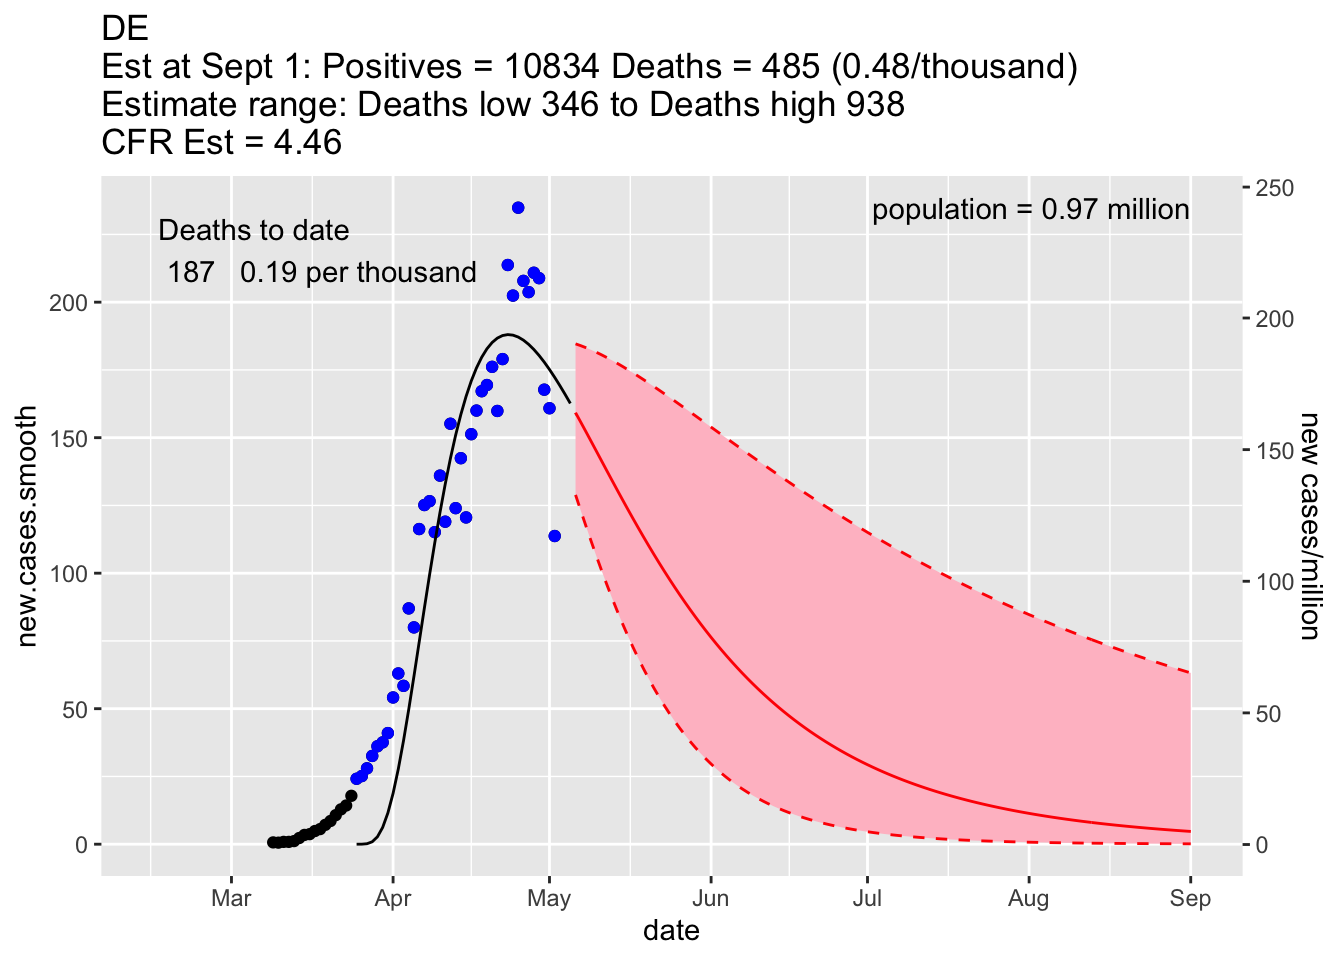 DE
Est at Sept 1: Positives = 10834 Deaths = 485 (0.48/thousand)
Estimate range: Deaths low 346 to Deaths high 938
CFR Est = 4.46
Deaths to date
187 0.19 per thousand
population = 0.97 million
new.cases.smooth
200
150
100
50
0
250
200
150
100
50
0
new cases/million
Mar Apr May Jun Jul Aug Sep
date